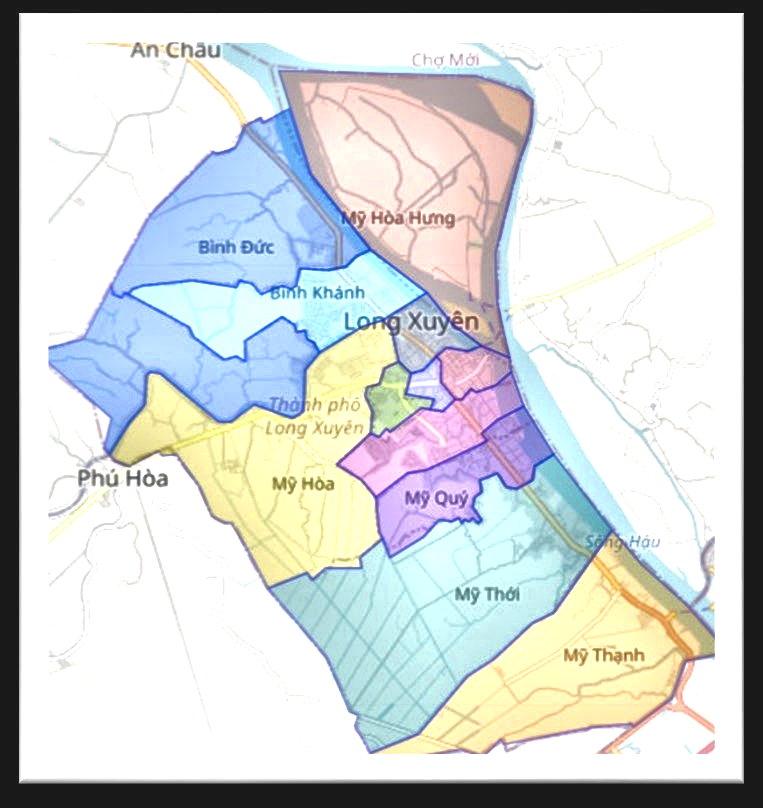 An Châu
Chợ Mới
Mỹ Hòa Hưng
Bình Đức
Bình Khánh
Long Xuyên
Thành phố
Long Xuyên
Phú Hòa
Mỹ Hòa
Mỹ Quý
Sông Hậu
Mỹ Thới
Mỹ Thạnh